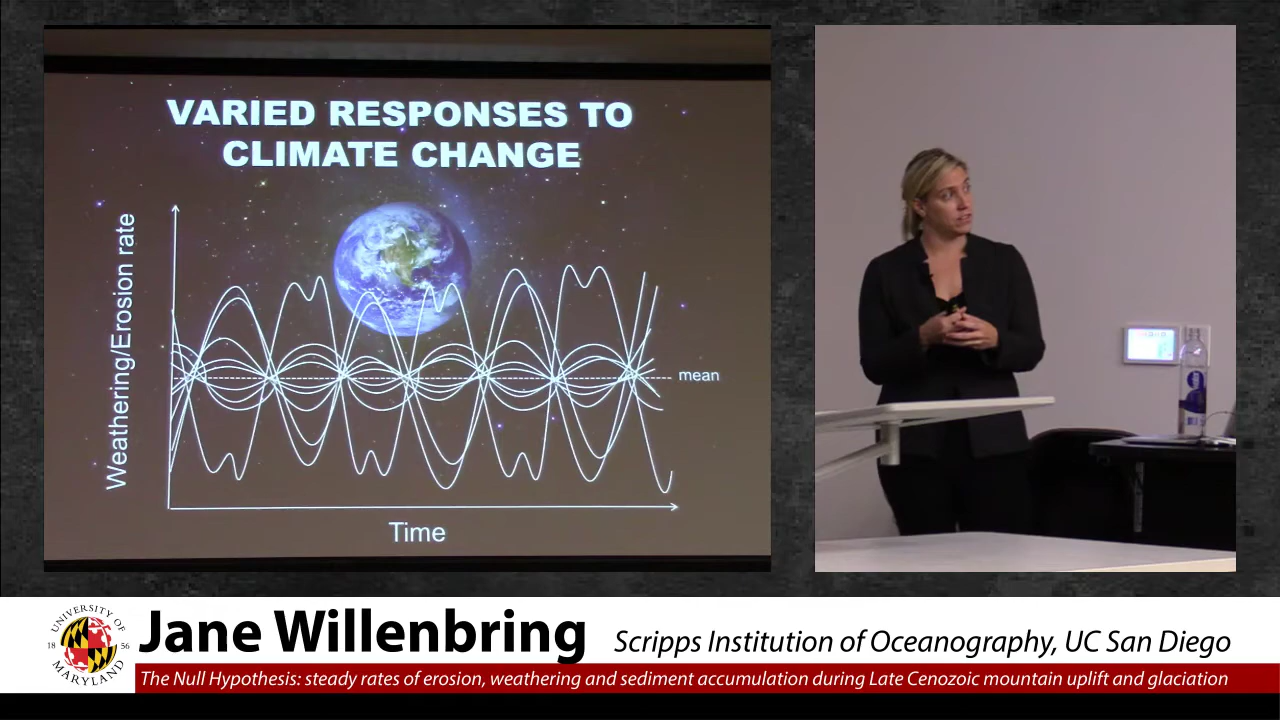 VARIED RESPONSES TO
CLIMATE CHANGE
Weathering/Erosion rate
mean
Time
UNIVERSITY OF
18 56
MARYLAND
Jane Willenbring
Scripps Institution of Oceanography, UC San Diego
The Null Hypothesis: steady rates of erosion, weathering and sediment accumulation during Late Cenozoic mountain uplift and glaciation